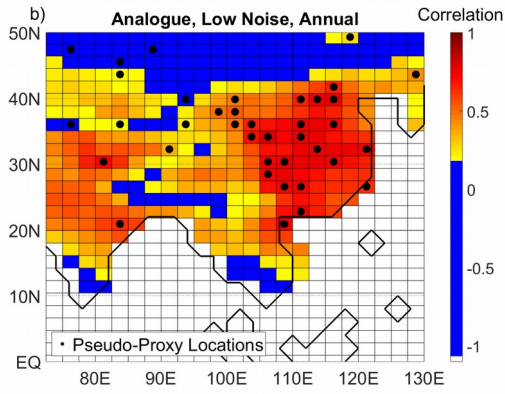 b) Analogue, Low Noise, Annual
Correlation
50N
40N
30N
20N
10N
EQ
80E 90E 100E 110E 120E 130E
• Pseudo-Proxy Locations
1
0.5
0
-0.5
-1